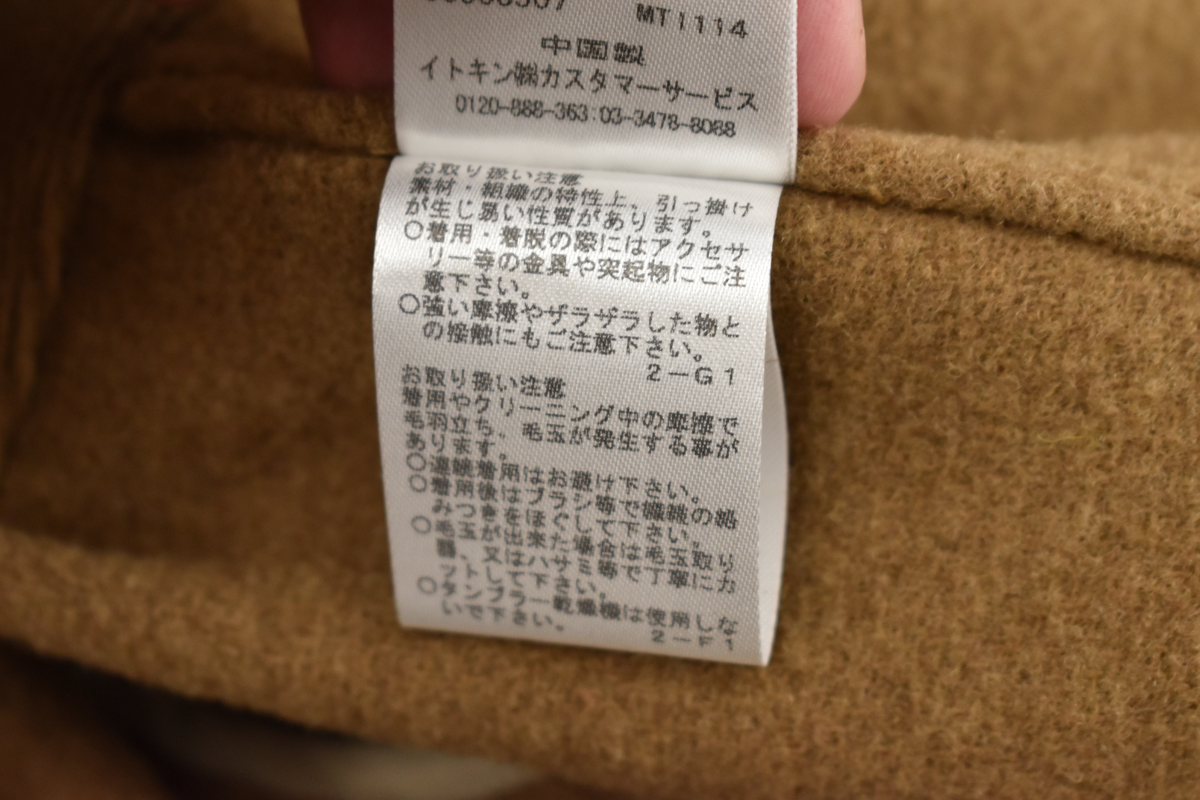 MT1114
中国製
イトキン㈱カスタマーサービス
0120-888-363:03-3478-8088
お取り扱い注意
素材・組織の特性上、引っ掛け
が生じ易い性質があります。
○着用・着脱の際にはアクセサ
リー等の金具や突起物にご注
意下さい。
○強い摩擦やザラザラした物と
の接触にもご注意下さい。
2-G1
お取り扱い注意
着用やクリーニング中の摩擦で
毛羽立ち、毛玉が発生する事が
あります。
○連続着用はお避け下さい。
○着用後はブラシ等で繊維の絡
みつきをほぐして下さい。
○毛玉が出来た場合は毛玉取り
器、又はハサミ等で丁寧にカ
ットして下さい。
○タンブラー乾燥機は使用しな
いで下さい。
2-F1